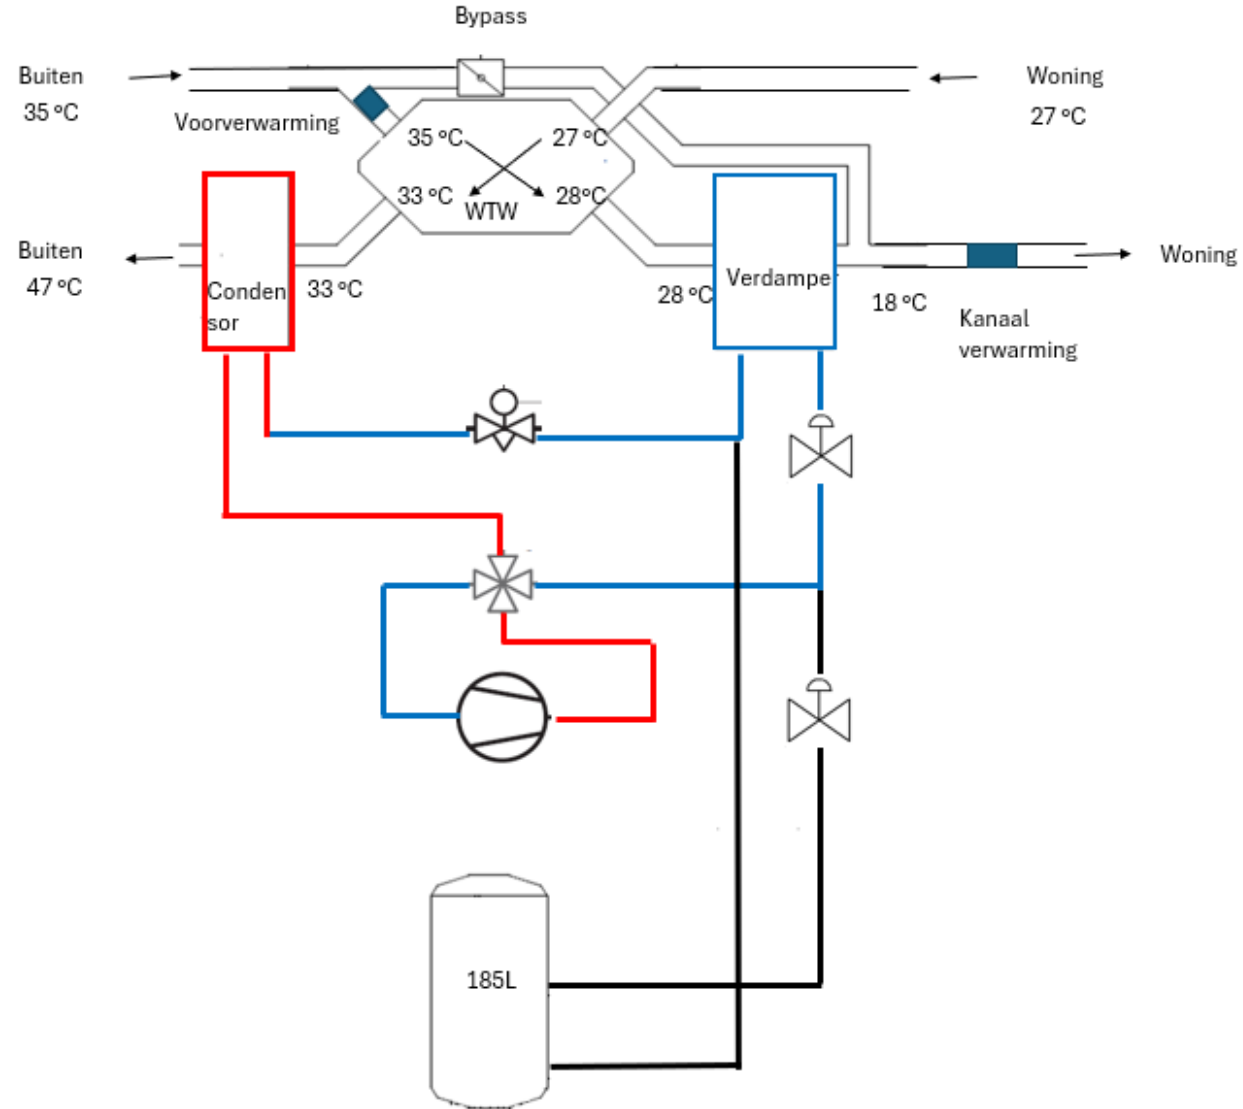 Bypass
Buiten
35 °C
Woning
27 °C
Voorverwarming
35 °C
27 °C
33 °C
28°C
WTW
Buiten
47 °C
Conden
sor
33 °C
28 °C
Verdamper
18 °C
Woning
Kanaal
verwarming
185L